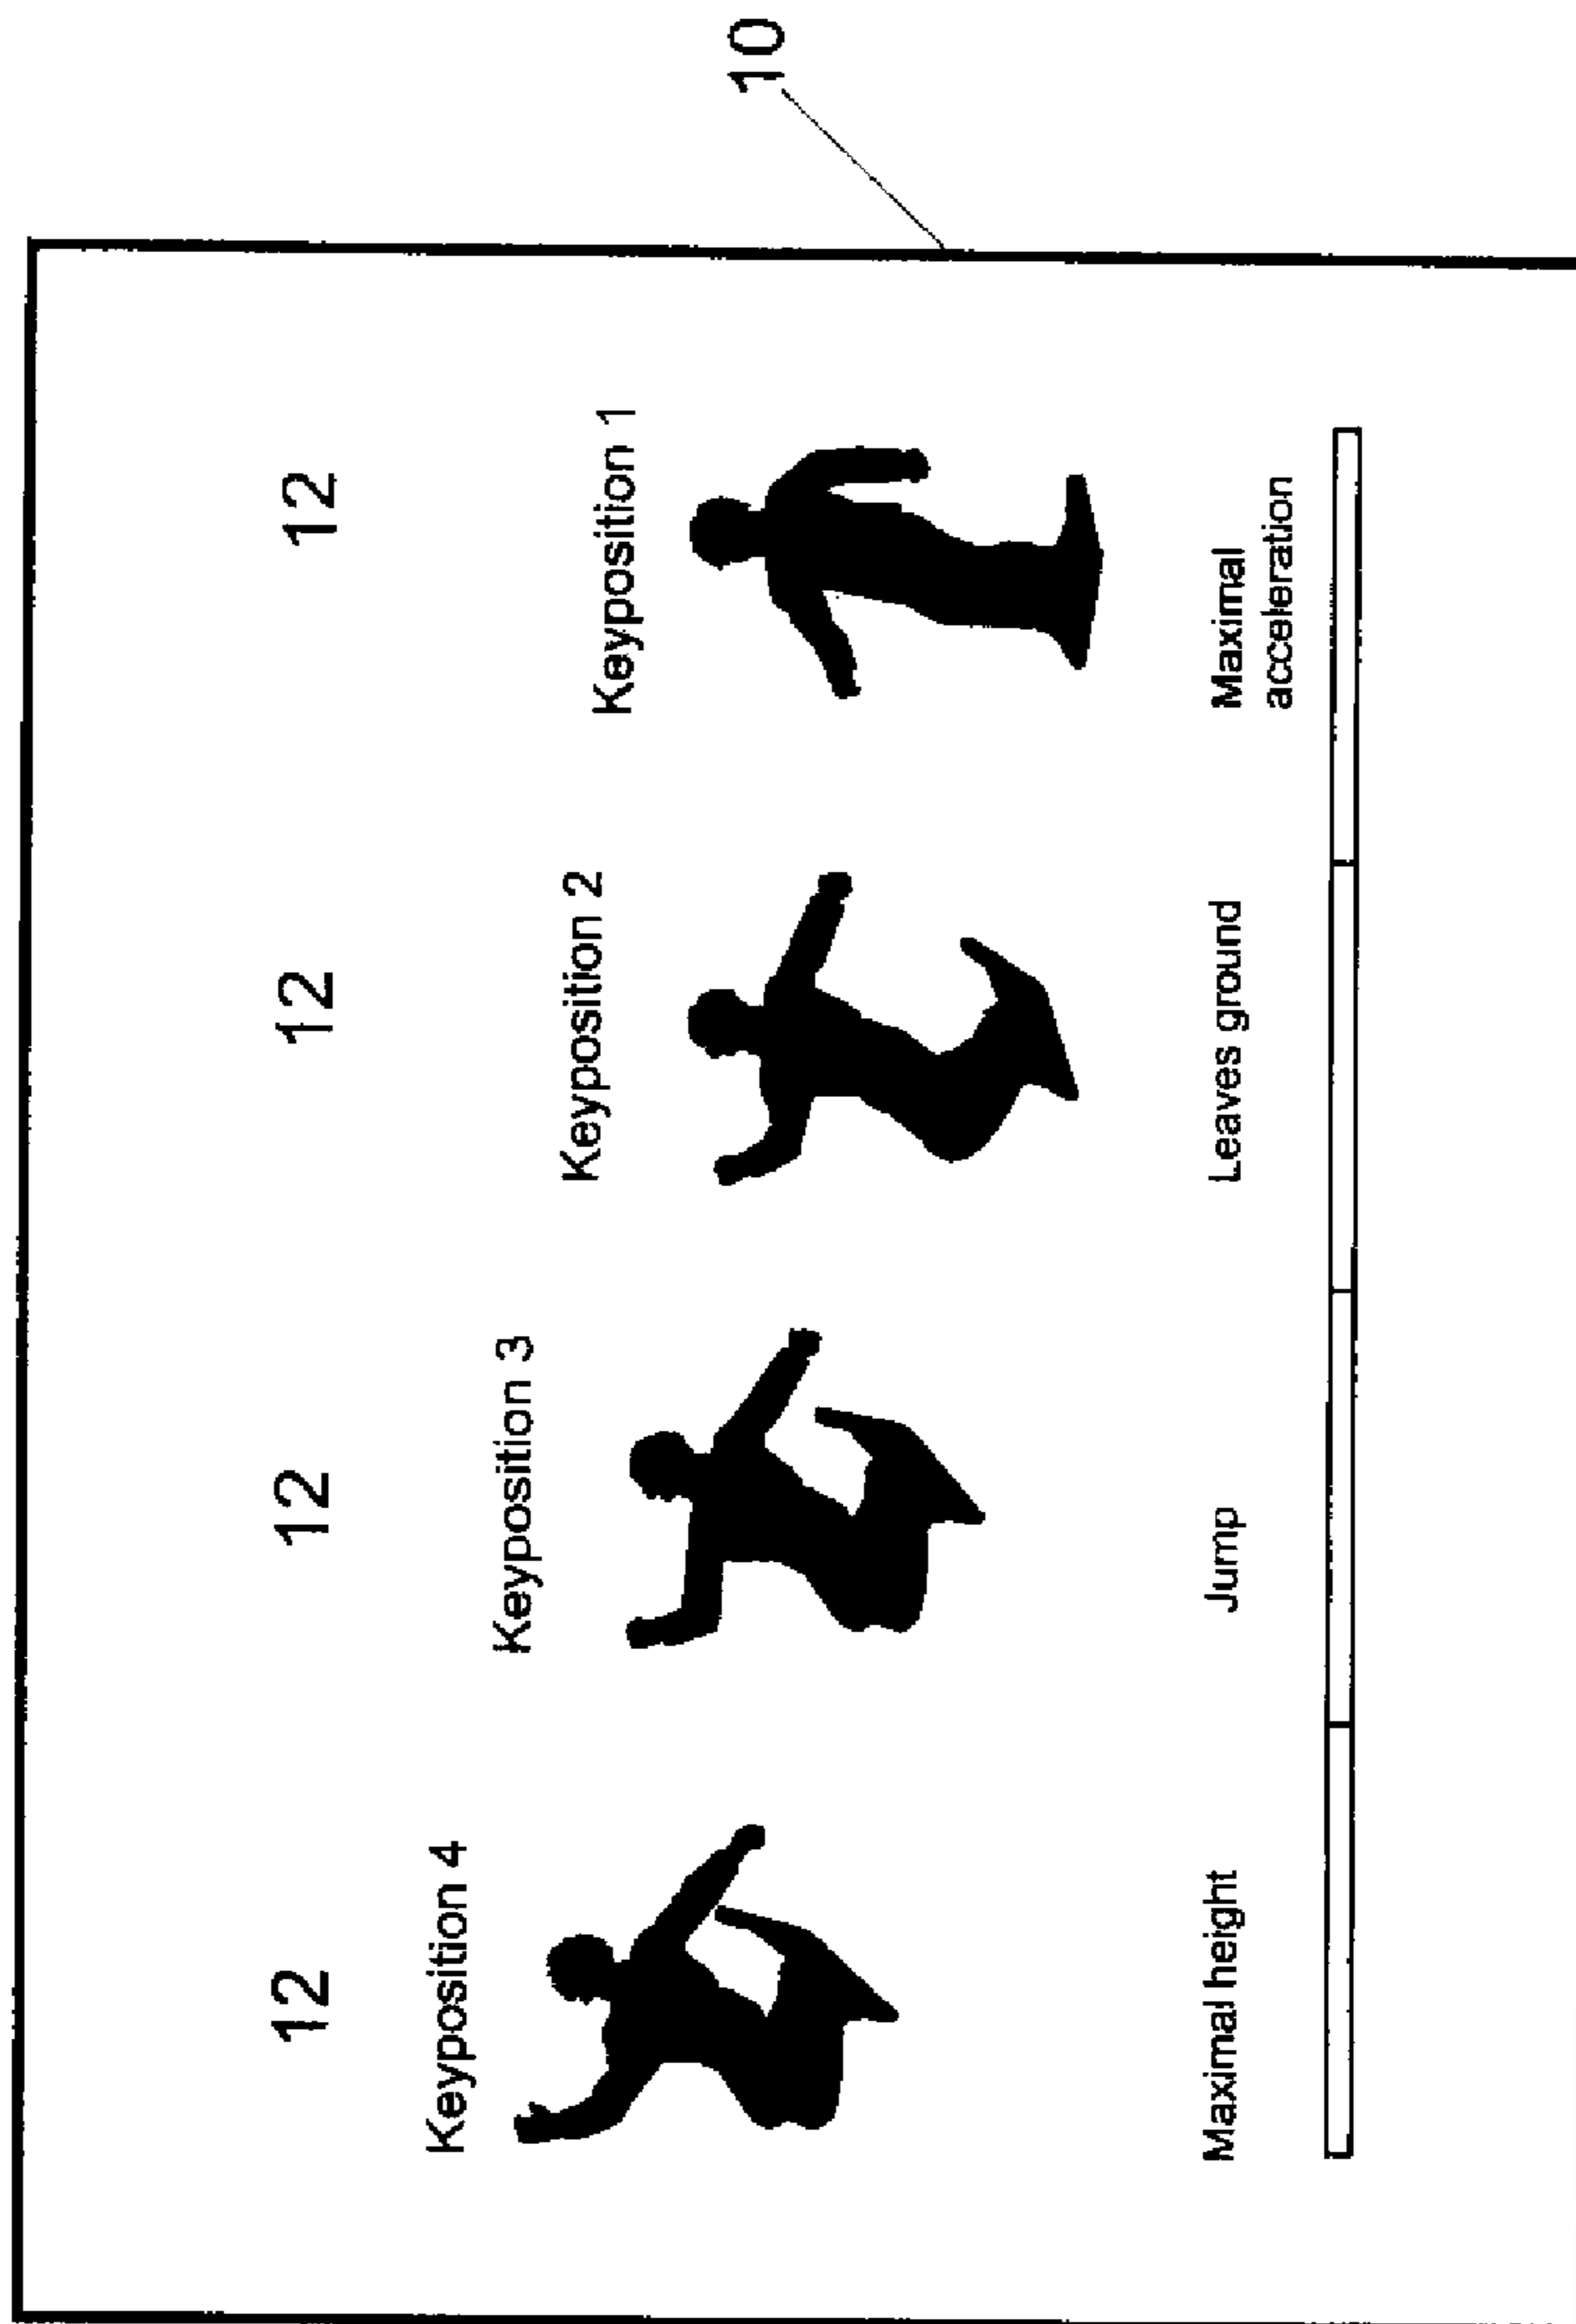 10
12
12
12
12
Keyposition 4
Keyposition 3
Keyposition 2
Keyposition 1
Maximal height
Jump
Leaves ground
Maximal
acceleration